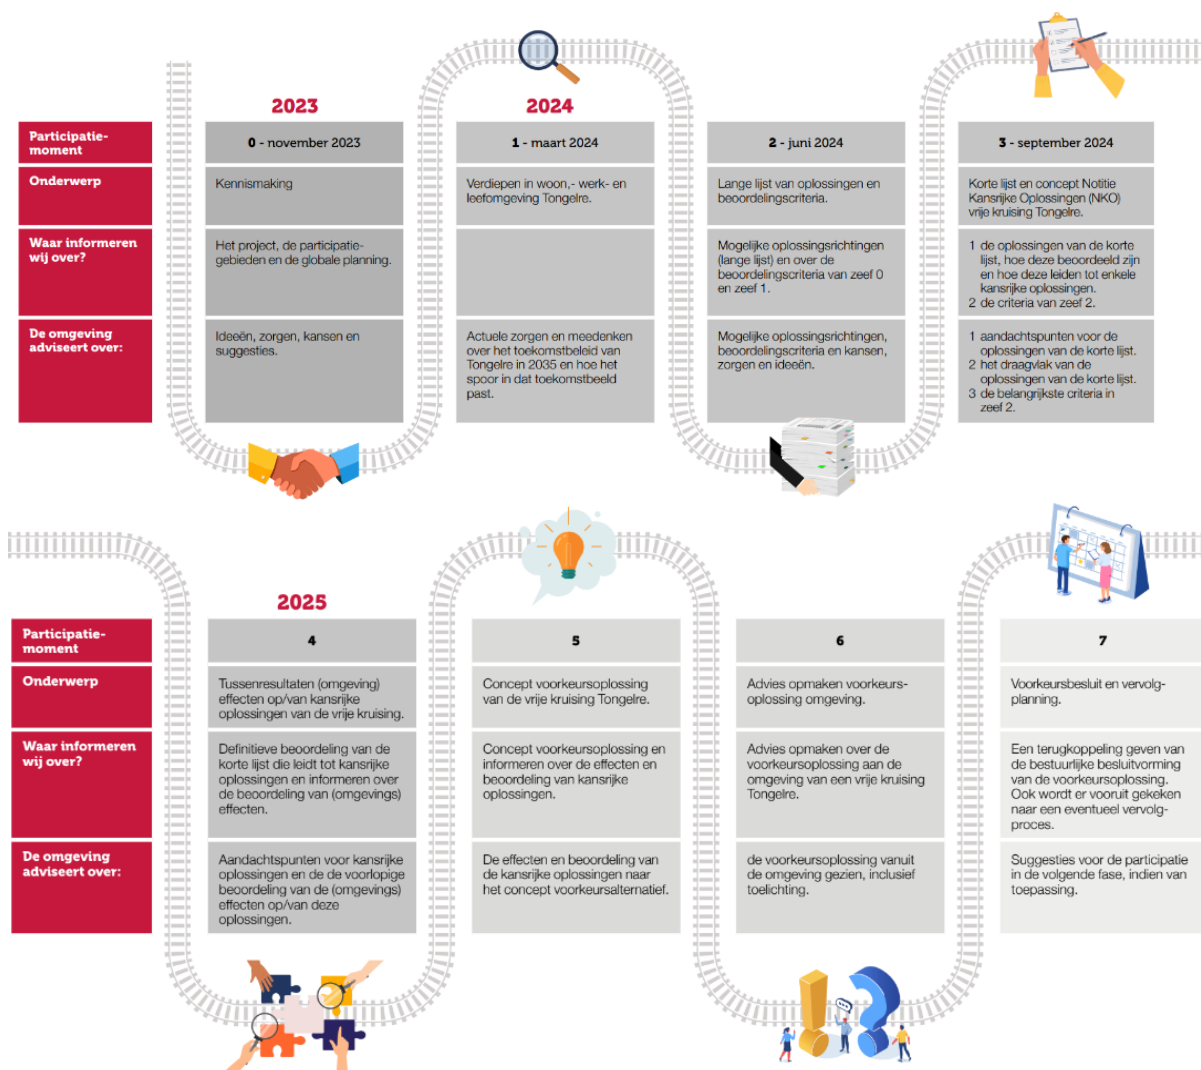 2023
2024
Participatie-
moment
0 - november 2023
1 - maart 2024
2 - juni 2024
3 - september 2024
Onderwerp
Kennismaking
Verdiepen in woon,- werk- en
leefomgeving Tongelre.
Lange lijst van oplossingen en
beoordelingscriteria.
Korte lijst en concept Notitie
Kansrijke Oplossingen (NKO)
vrije kruising Tongelre.
Waar informeren
wij over?
Het project, de participatie-
gebieden en de globale planning.
Mogelijke oplossingsrichtingen
(lange lijst) en over de
beoordelingscriteria van zeef 0
en zeef 1.
1 de oplossingen van de korte
lijst, hoe deze beoordeeld zijn
en hoe deze leiden tot enkele
kansrijke oplossingen.
2 de criteria van zeef 2.
De omgeving
adviseert over:
Ideeën, zorgen, kansen en
suggesties.
Actuele zorgen en meedenken
over het toekomstbeleid van
Tongelre in 2035 en hoe het
spoor in dat toekomstbeeld
past.
Mogelijke oplossingsrichtingen,
beoordelingscriteria en kansen,
zorgen en ideeën.
1 aandachtspunten voor de
oplossingen van de korte lijst.
2 het draagvlak van de
oplossingen van de korte lijst.
3 de belangrijkste criteria in
zeef 2.
2025
Participatie-
moment
4
5
6
7
Onderwerp
Tussenresultaten (omgeving)
effecten op/van kansrijke
oplossingen van de vrije kruising.
Concept voorkeursoplossing
van de vrije kruising Tongelre.
Advies opmaken voorkeurs-
oplossing omgeving.
Voorkeursbesluit en vervolg-
planning.
Waar informeren
wij over?
Definitieve beoordeling van de
korte lijst die leidt tot kansrijke
oplossingen en informeren over
de beoordeling van (omgevings)
effecten.
Concept voorkeursoplossing en
informeren over de effecten en
beoordeling van kansrijke
oplossingen.
Advies opmaken over de
voorkeursoplossing aan de
omgeving van een vrije kruising
Tongelre.
Een terugkoppeling geven van
de bestuurlijke besluitvorming
van de voorkeursoplossing.
Ook wordt er vooruit gekeken
naar een eventueel vervolg-
proces.
De omgeving
adviseert over:
Aandachtspunten voor kansrijke
oplossingen en de de voorlopige
beoordeling van de (omgevings)
effecten op/van deze
oplossingen.
De effecten en beoordeling van
de kansrijke oplossingen naar
het concept voorkeursalternatief.
de voorkeursoplossing vanuit
de omgeving gezien, inclusief
toelichting.
Suggesties voor de participatie
in de volgende fase, indien van
toepassing.
!?